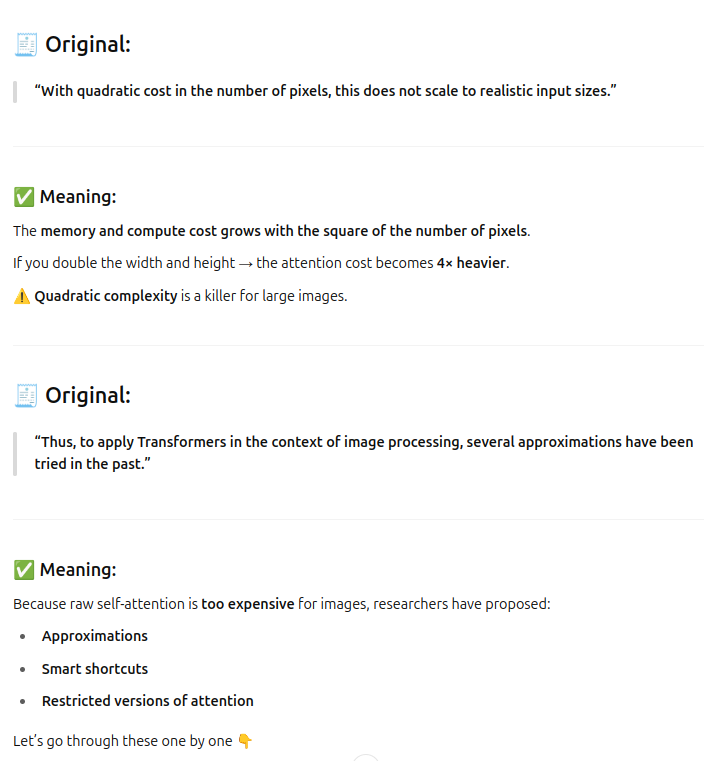 🧾 Original:
“With quadratic cost in the number of pixels, this does not scale to realistic input sizes.”
✅ Meaning:
The memory and compute cost grows with the square of the number of pixels.
If you double the width and height → the attention cost becomes 4× heavier.
⚠️ Quadratic complexity is a killer for large images.
🧾 Original:
“Thus, to apply Transformers in the context of image processing, several approximations have been
tried in the past.”
✅ Meaning:
Because raw self-attention is too expensive for images, researchers have proposed:
• Approximations
• Smart shortcuts
• Restricted versions of attention
Let’s go through these one by one 👇